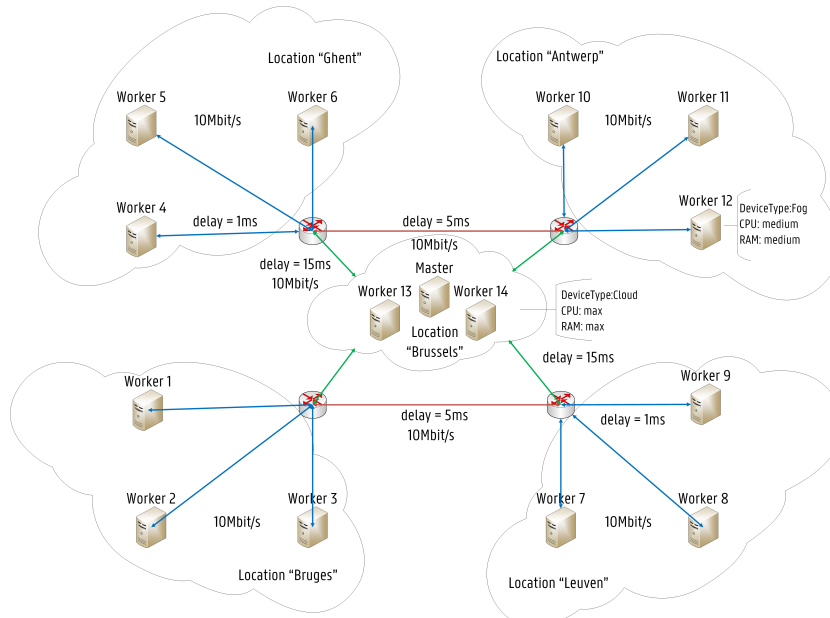 Location “Ghent”
Location “Antwerp”
Worker 5
Worker 6
Worker 10
Worker 11
10Mbit/s
10Mbit/s
Worker 4
Worker 12
DeviceType:Fog
CPU: medium
RAM: medium
delay = 1ms
delay = 5ms
10Mbit/s
delay = 15ms
10Mbit/s
Master
Worker 13
Worker 14
DeviceType:Cloud
CPU: max
RAM: max
Location
“Brussels”
delay = 15ms
Worker 1
Worker 9
delay = 5ms
10Mbit/s
delay = 1ms
Worker 2
Worker 3
Worker 7
Worker 8
10Mbit/s
10Mbit/s
Location “Bruges”
Location “Leuven”